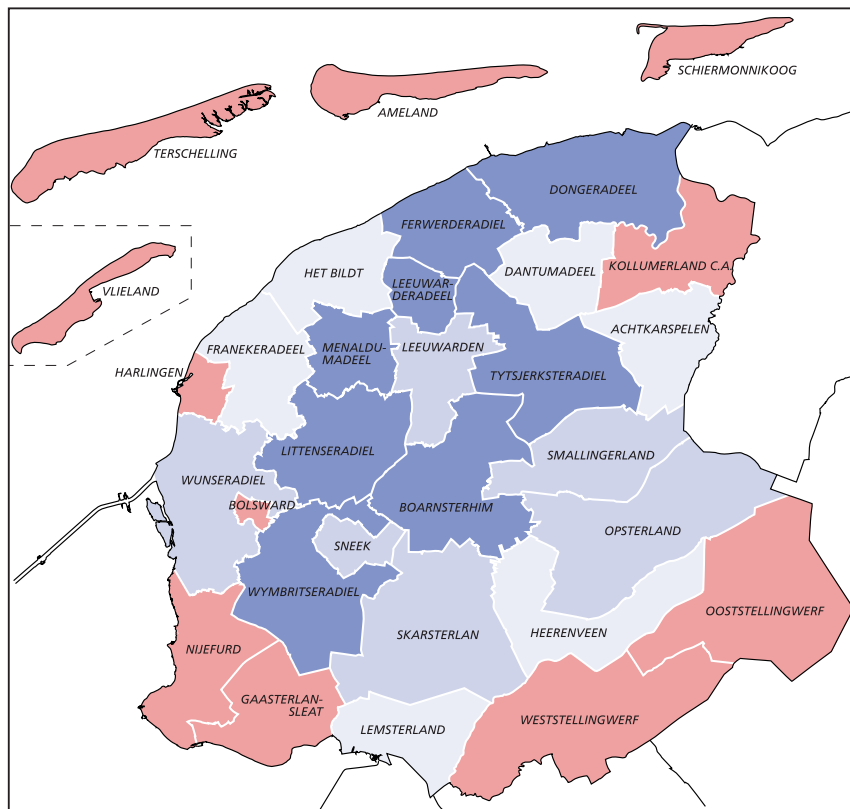 SCHIERMONNIKOOG
AMELAND
TERSCHELLING
DONGERADEEL
FERWERDERADIEL
KOLLUMERLAND C.A.
HET BILDT
DANTUMADEEL
LEEUWAR-
DERADEEL
VLIELAND
ACHTKARSPELEN
FRANEKERADEEL
MENALDU-
MADEEL
LEEUWARDEN
HARLINGEN
TYTSJERKSTERADIEL
LITTENSERADIEL
SMALLINGERLAND
WUNSERADIEL
BOLSWARD
BOARNSTERHIM
OPSTERLAND
SNEEK
WYMBRITSERADIEL
OOSTSTELLINGWERF
SKARSTERLAN
HEERENVEEN
NIJEFURD
GAASTERLAN-
SLEAT
WESTSTELLINGWERF
LEMSTERLAND